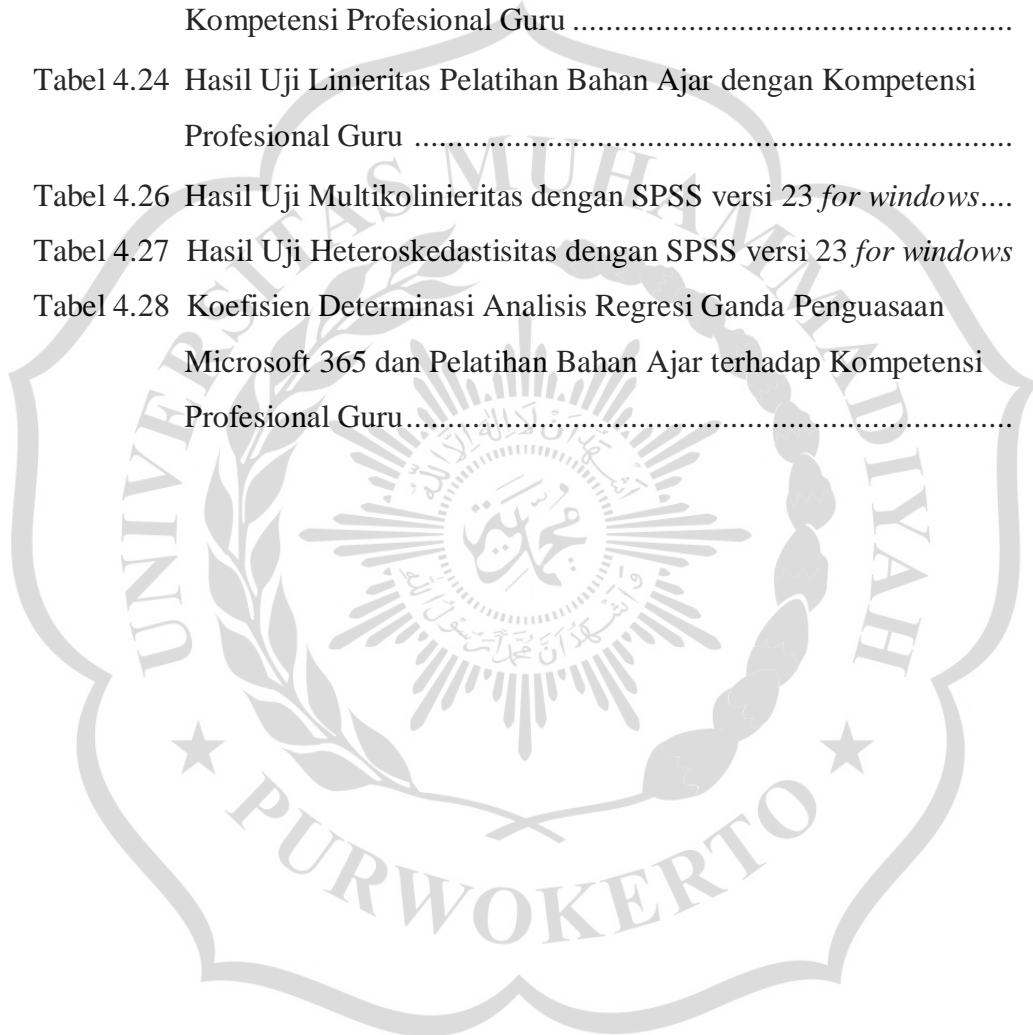 Kompetensi Profesional Guru ....................................................
Tabel 4.24 Hasil Uji Linieritas Pelatihan Bahan Ajar dengan Kompetensi
Profesional Guru .......................................................................
Tabel 4.26 Hasil Uji Multikolinieritas dengan SPSS versi 23 for windows....
Tabel 4.27 Hasil Uji Heteroskedastisitas dengan SPSS versi 23 for windows
Tabel 4.28 Koefisien Determinasi Analisis Regresi Ganda Penguasaan
Microsoft 365 dan Pelatihan Bahan Ajar terhadap Kompetensi
Profesional Guru........................................................................
UNIVERSITAS MUHAMMADIYAH
PURWOKERTO